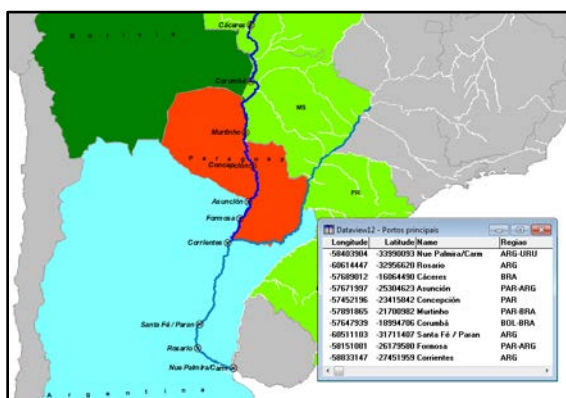 Cáceres
Bolivia
Corumbá
MS
Murtinho
Paraguay
Concepción
PR
Asunción
Formosa
Corrientes
Santa Fé / Paran
Rosario
Nue Palmira/Carm
Argentina
Dataview12 - Portos principais
Longitude Latitude Name Regiao
-58403904 -33990093 Nue Palmira/Carm ARG-URU
-60614447 -32956620 Rosario ARG
-57689012 -16064490 Cáceres BRA
-57671997 -25304623 Asunción PAR-ARG
-57452196 -23415842 Concepción PAR
-57891865 -21700982 Murtinho PAR-BRA
-57647939 -18994706 Corumbá BOL-BRA
-60511103 -31711407 Santa Fé / Paran ARG
-58151081 -26179580 Formosa PAR-ARG
-58833147 -27451959 Corrientes ARG